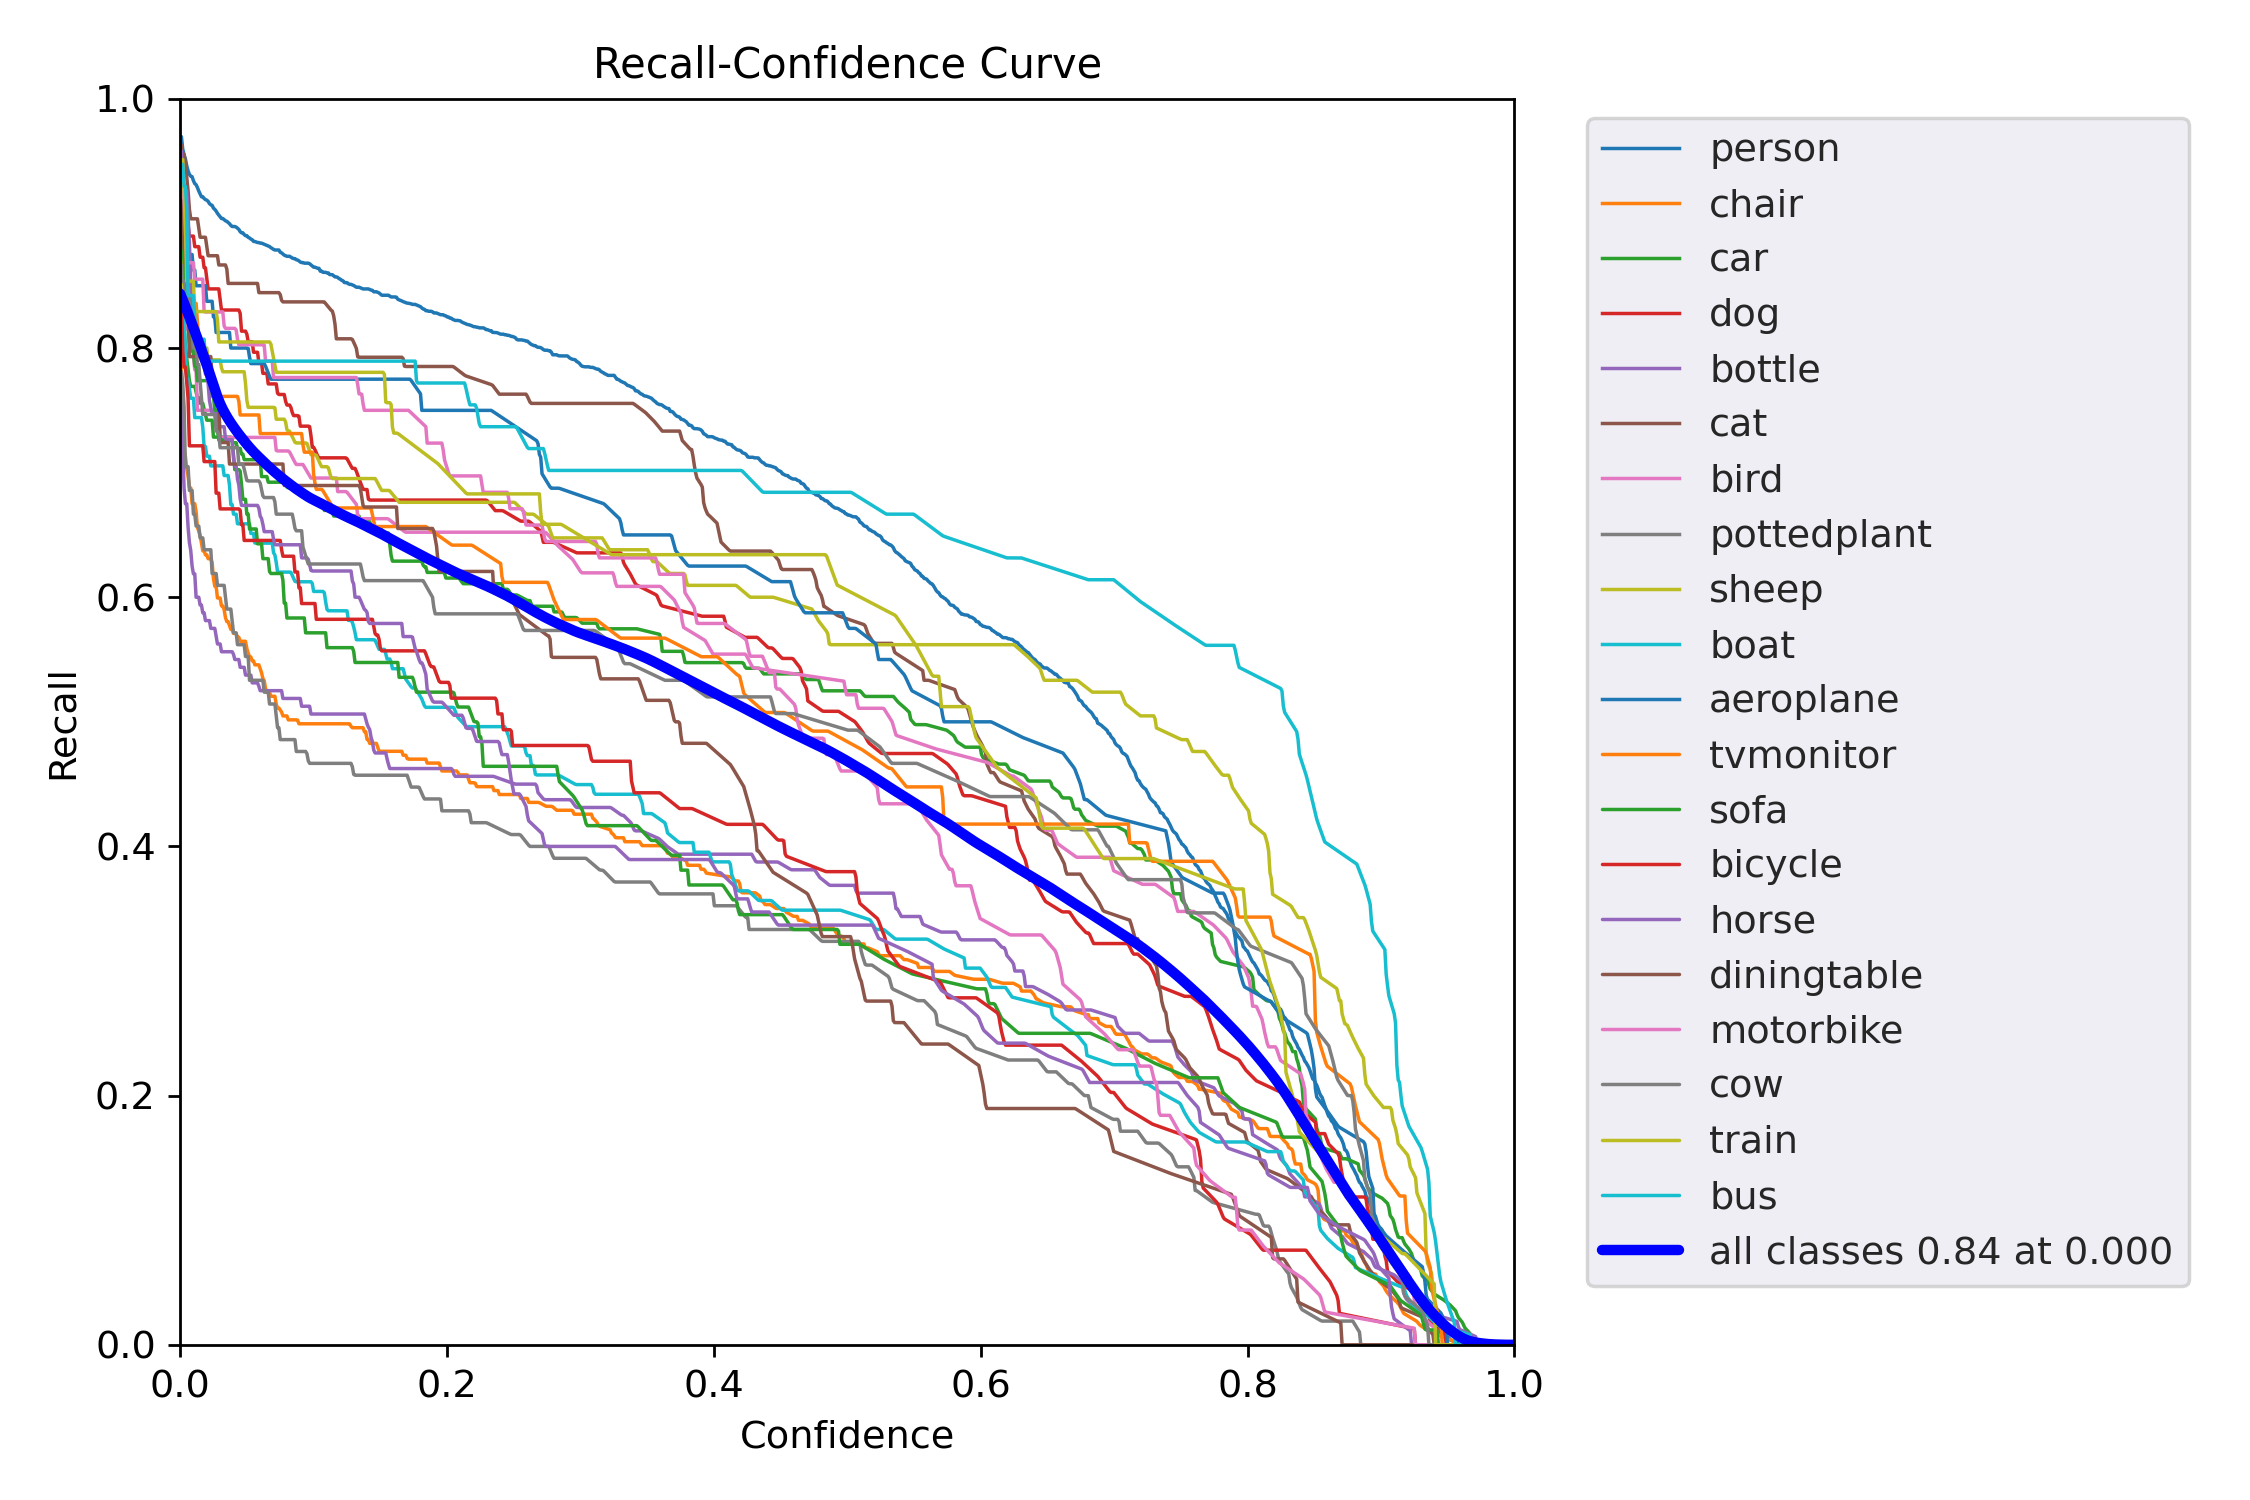 Recall-Confidence Curve
Recall
1.0
0.8
0.6
0.4
0.2
0.0
0.0 0.2 0.4 0.6 0.8 1.0
Confidence
person
chair
car
dog
bottle
cat
bird
pottedplant
sheep
boat
aeroplane
tvmonitor
sofa
bicycle
horse
diningtable
motorbike
cow
train
bus
all classes 0.84 at 0.000